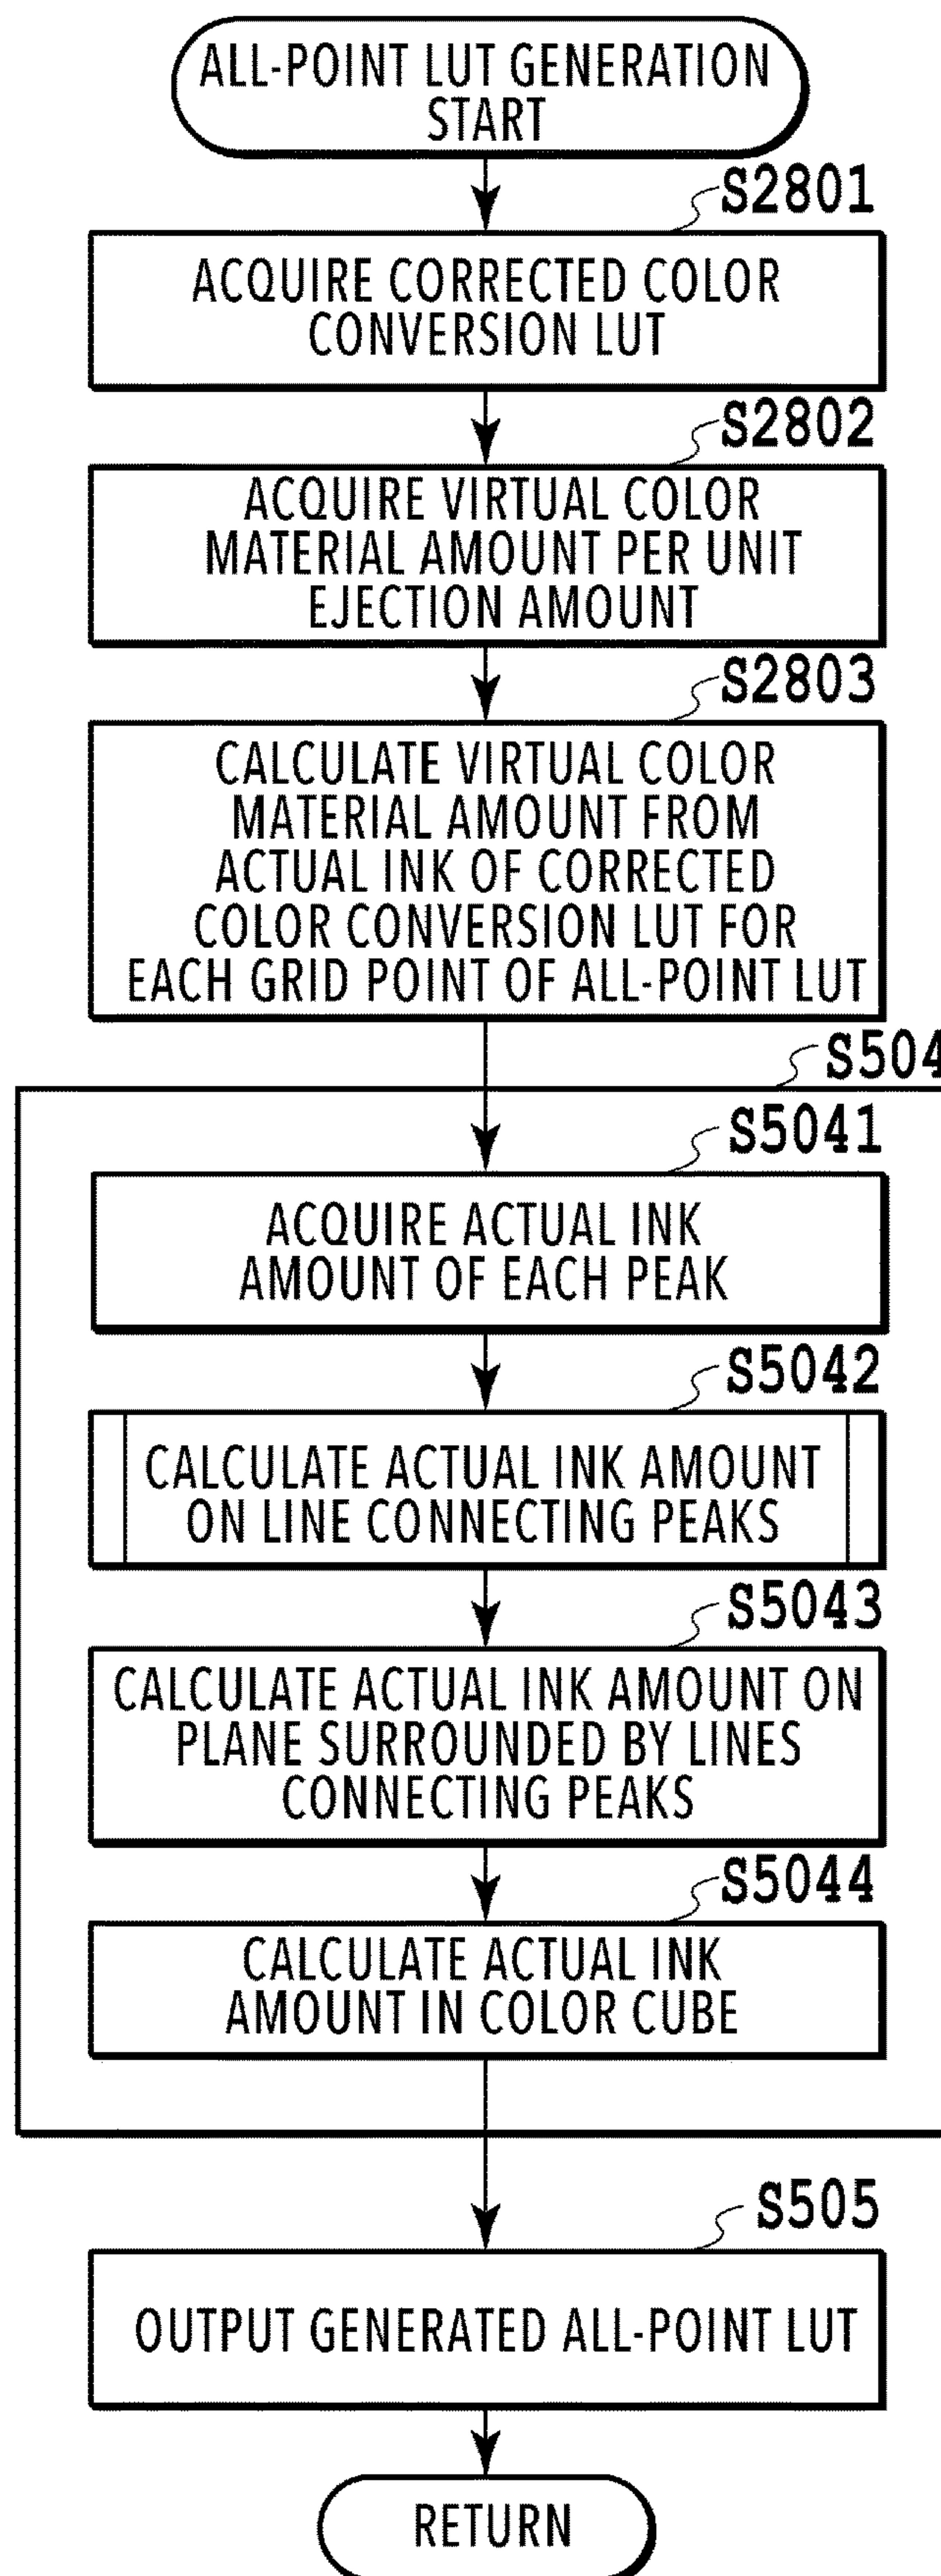 ALL-POINT LUT GENERATION
START
S2801
ACQUIRE CORRECTED COLOR
CONVERSION LUT
S2802
ACQUIRE VIRTUAL COLOR
MATERIAL AMOUNT PER UNIT
EJECTION AMOUNT
S2803
CALCULATE VIRTUAL COLOR
MATERIAL AMOUNT FROM
ACTUAL INK OF CORRECTED
COLOR CONVERSION LUT FOR
EACH GRID POINT OF ALL-POINT LUT
S504
S5041
ACQUIRE ACTUAL INK
AMOUNT OF EACH PEAK
S5042
CALCULATE ACTUAL INK AMOUNT
ON LINE CONNECTING PEAKS
S5043
CALCULATE ACTUAL INK AMOUNT ON
PLANE SURROUNDED BY LINES
CONNECTING PEAKS
S5044
CALCULATE ACTUAL INK
AMOUNT IN COLOR CUBE
S505
OUTPUT GENERATED ALL-POINT LUT
RETURN